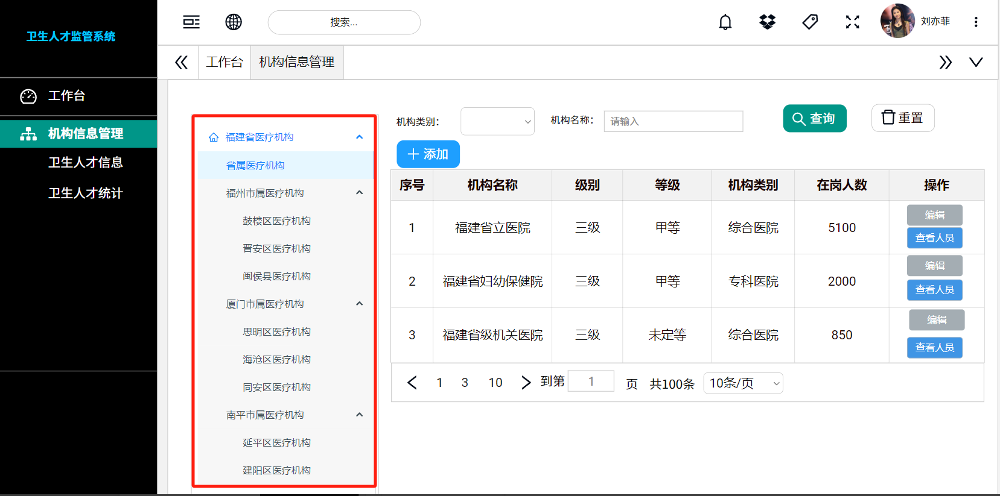 卫生人才监管系统
搜索...
刘亦菲
工作台
机构信息管理
工作台
机构信息管理
卫生人才信息
卫生人才统计
福建省医疗机构
省属医疗机构
福州市属医疗机构
鼓楼区医疗机构
晋安区医疗机构
闽侯县医疗机构
厦门市属医疗机构
思明区医疗机构
海沧区医疗机构
同安区医疗机构
南平市属医疗机构
延平区医疗机构
建阳区医疗机构
机构类别：
机构名称： 请输入
查询
重置
添加
序号 机构名称 级别 等级 机构类别 在岗人数 操作
1 福建省立医院 三级 甲等 综合医院 5100 编辑
查看人员
2 福建省妇幼保健院 三级 甲等 专科医院 2000 编辑
查看人员
3 福建省级机关医院 三级 未定等 综合医院 850 编辑
查看人员
1 3 10 到第 1 页 共100条 10条/页